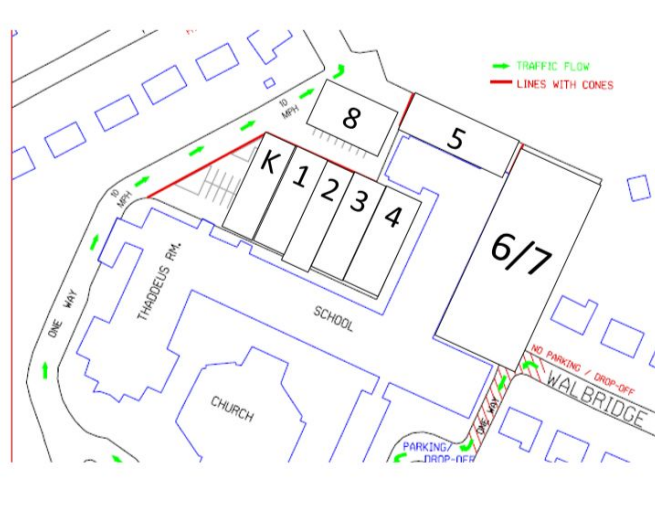 TRAFFIC FLOW
LINES WITH CONES
10
MPH
8
5
K
1
2
3
4
10
MPH
6/7
THADDEUS RM.
ONE WAY
SCHOOL
CHURCH
NO PARKING / DROP-OFF
WALBRIDGE
ONE WAY
PARKING/
DROP-OFF